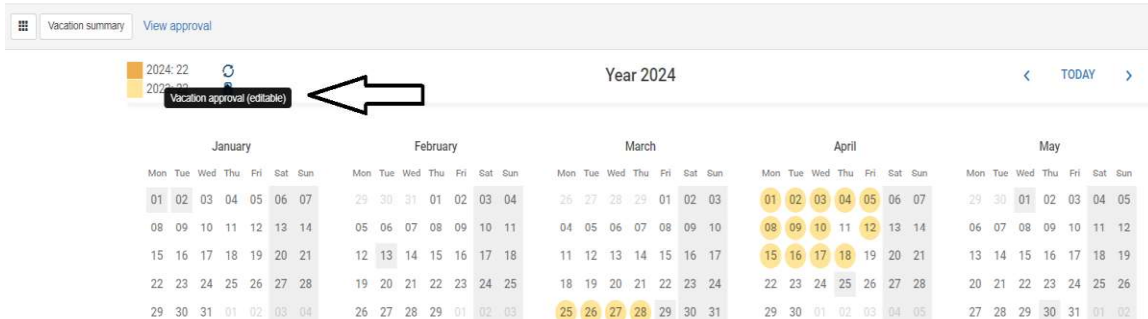 Vacation summary View approval
2024: 22 Year 2024 TODAY
Vacation approval (editable)
January February March April May
Mon Tue Wed Thu Fri Sat Sun Mon Tue Wed Thu Fri Sat Sun Mon Tue Wed Thu Fri Sat Sun Mon Tue Wed Thu Fri Sat Sun Mon Tue Wed Thu Fri Sat Sun
01 02 03 04 05 06 07 29 30 31 01 02 03 04 26 27 28 29 01 02 03 01 02 03 04 05 06 07 29 30 01 02 03 04 05
08 09 10 11 12 13 14 05 06 07 08 09 10 11 04 05 06 07 08 09 10 08 09 10 11 12 13 14 06 07 08 09 10 11 12
15 16 17 18 19 20 21 12 13 14 15 16 17 18 11 12 13 14 15 16 17 15 16 17 18 19 20 21 13 14 15 16 17 18 19
22 23 24 25 26 27 28 19 20 21 22 23 24 25 18 19 20 21 22 23 24 22 23 24 25 26 27 28 20 21 22 23 24 25 26
29 30 31 01 02 03 04 26 27 28 29 01 02 03 25 26 27 28 29 30 31 29 30 01 02 03 04 05 27 28 29 30 31 01 02